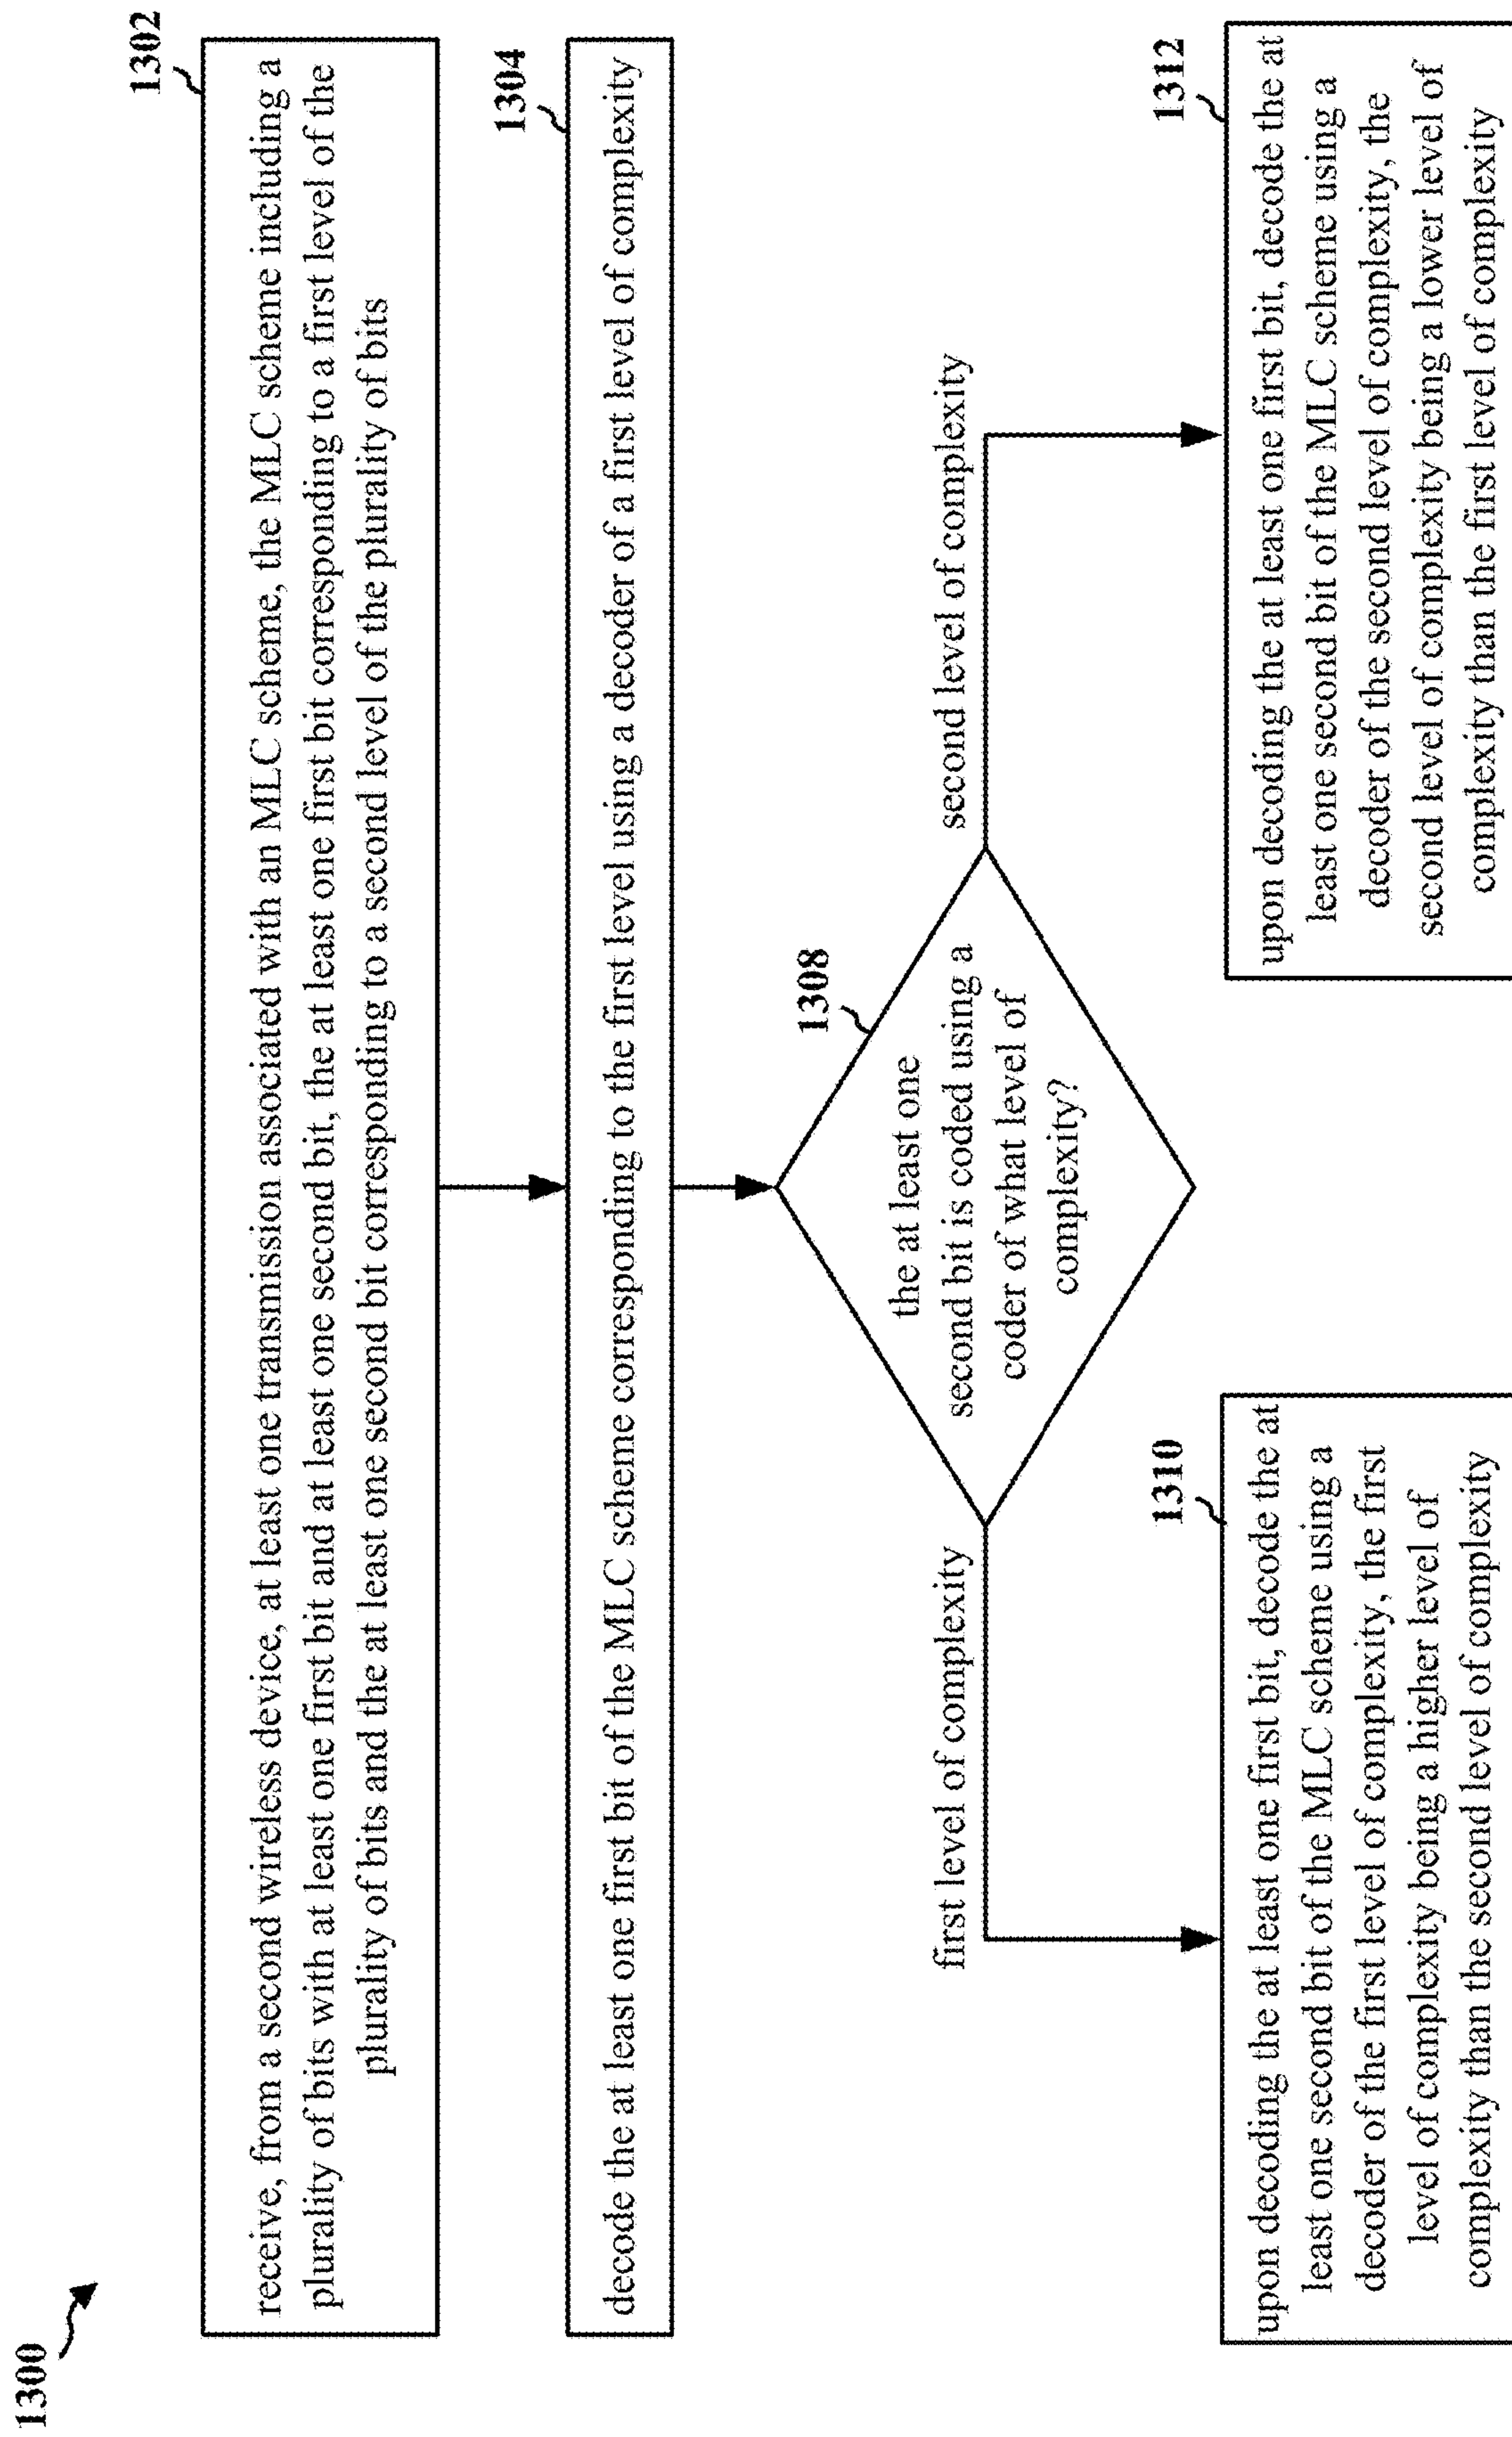 1300
1302
receive, from a second wireless device, at least one transmission associated with an MLC scheme, the MLC scheme including a
plurality of bits with at least one first bit and at least one second bit, the at least one first bit corresponding to a first level of the
plurality of bits and the at least one second bit corresponding to a second level of the plurality of bits
1304
decode the at least one first bit of the MLC scheme corresponding to the first level using a decoder of a first level of complexity
1308
the at least one
second bit is coded using a
coder of what level of
complexity?
first level of complexity
second level of complexity
1310
upon decoding the at least one first bit, decode the at
least one second bit of the MLC scheme using a
decoder of the first level of complexity, the first
level of complexity being a higher level of
complexity than the second level of complexity
1312
upon decoding the at least one first bit, decode the at
least one second bit of the MLC scheme using a
decoder of the second level of complexity, the
second level of complexity being a lower level of
complexity than the first level of complexity